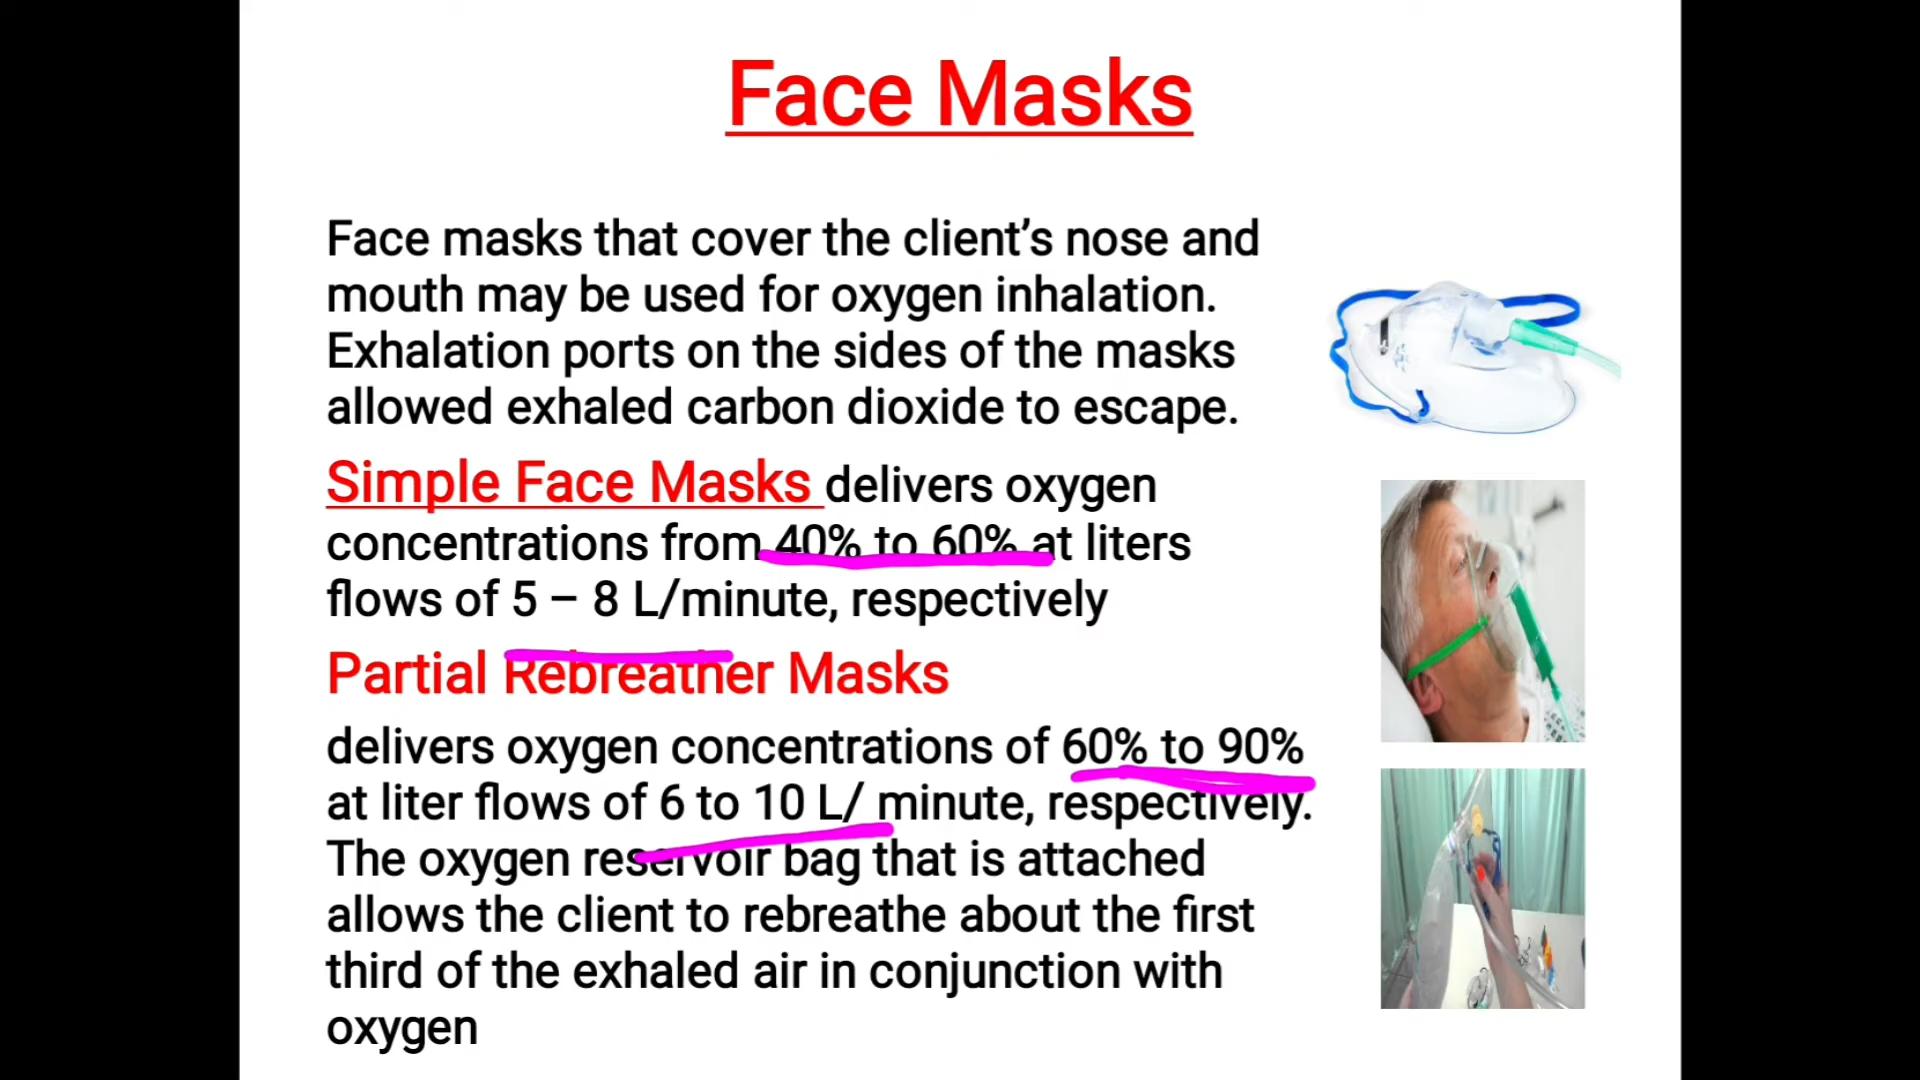 Face Masks
Face masks that cover the client’s nose and
mouth may be used for oxygen inhalation.
Exhalation ports on the sides of the masks
allowed exhaled carbon dioxide to escape.
Simple Face Masks delivers oxygen
concentrations from 40% to 60% at liters
flows of 5 – 8 L/minute, respectively
Partial Rebreather Masks
delivers oxygen concentrations of 60% to 90%
at liter flows of 6 to 10 L/ minute, respectively.
The oxygen reservoir bag that is attached
allows the client to rebreathe about the first
third of the exhaled air in conjunction with
oxygen